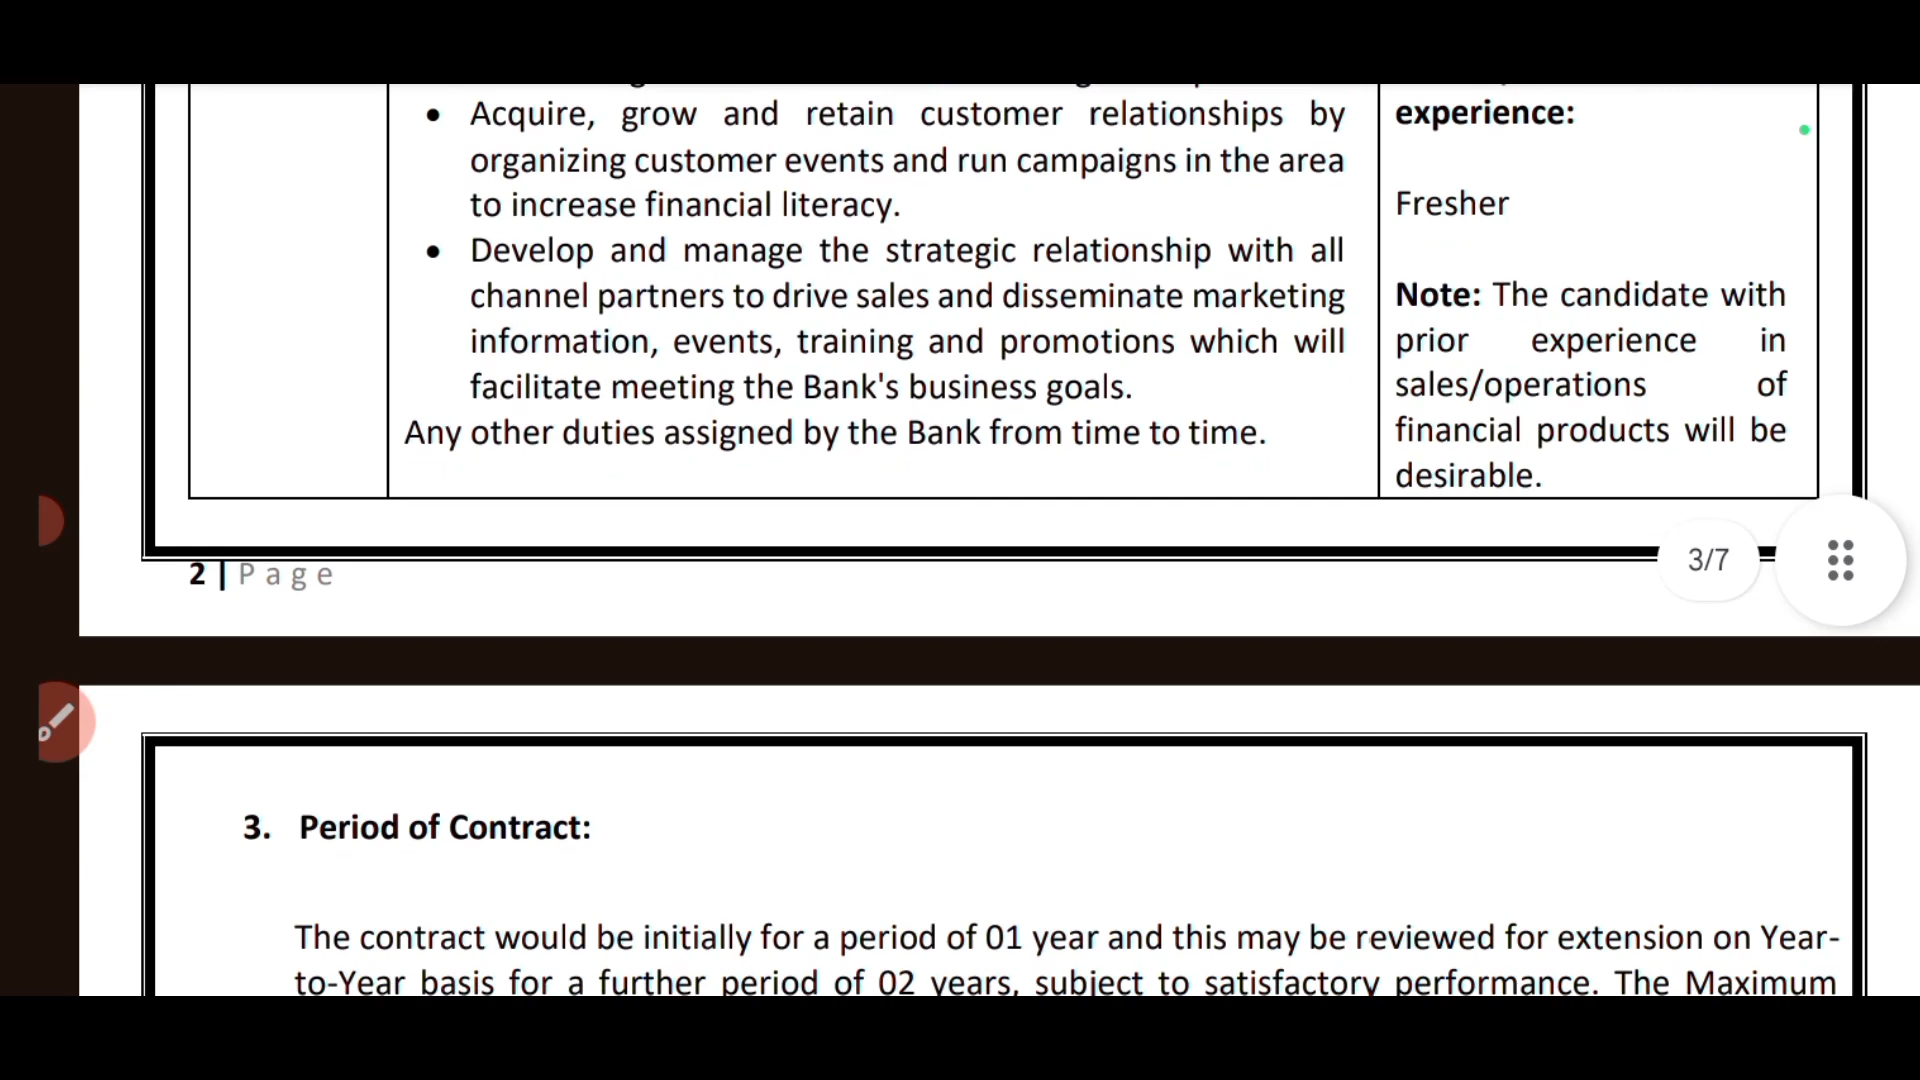 • Acquire, grow and retain customer relationships by
organizing customer events and run campaigns in the area
to increase financial literacy.
• Develop and manage the strategic relationship with all
channel partners to drive sales and disseminate marketing
information, events, training and promotions which will
facilitate meeting the Bank's business goals.
Any other duties assigned by the Bank from time to time.
experience:
Fresher
Note: The candidate with
prior experience in
sales/operations of
financial products will be
desirable.
2 | Page
3/7
3. Period of Contract:
The contract would be initially for a period of 01 year and this may be reviewed for extension on Year-
to-Year basis for a further period of 02 years, subject to satisfactory performance. The Maximum